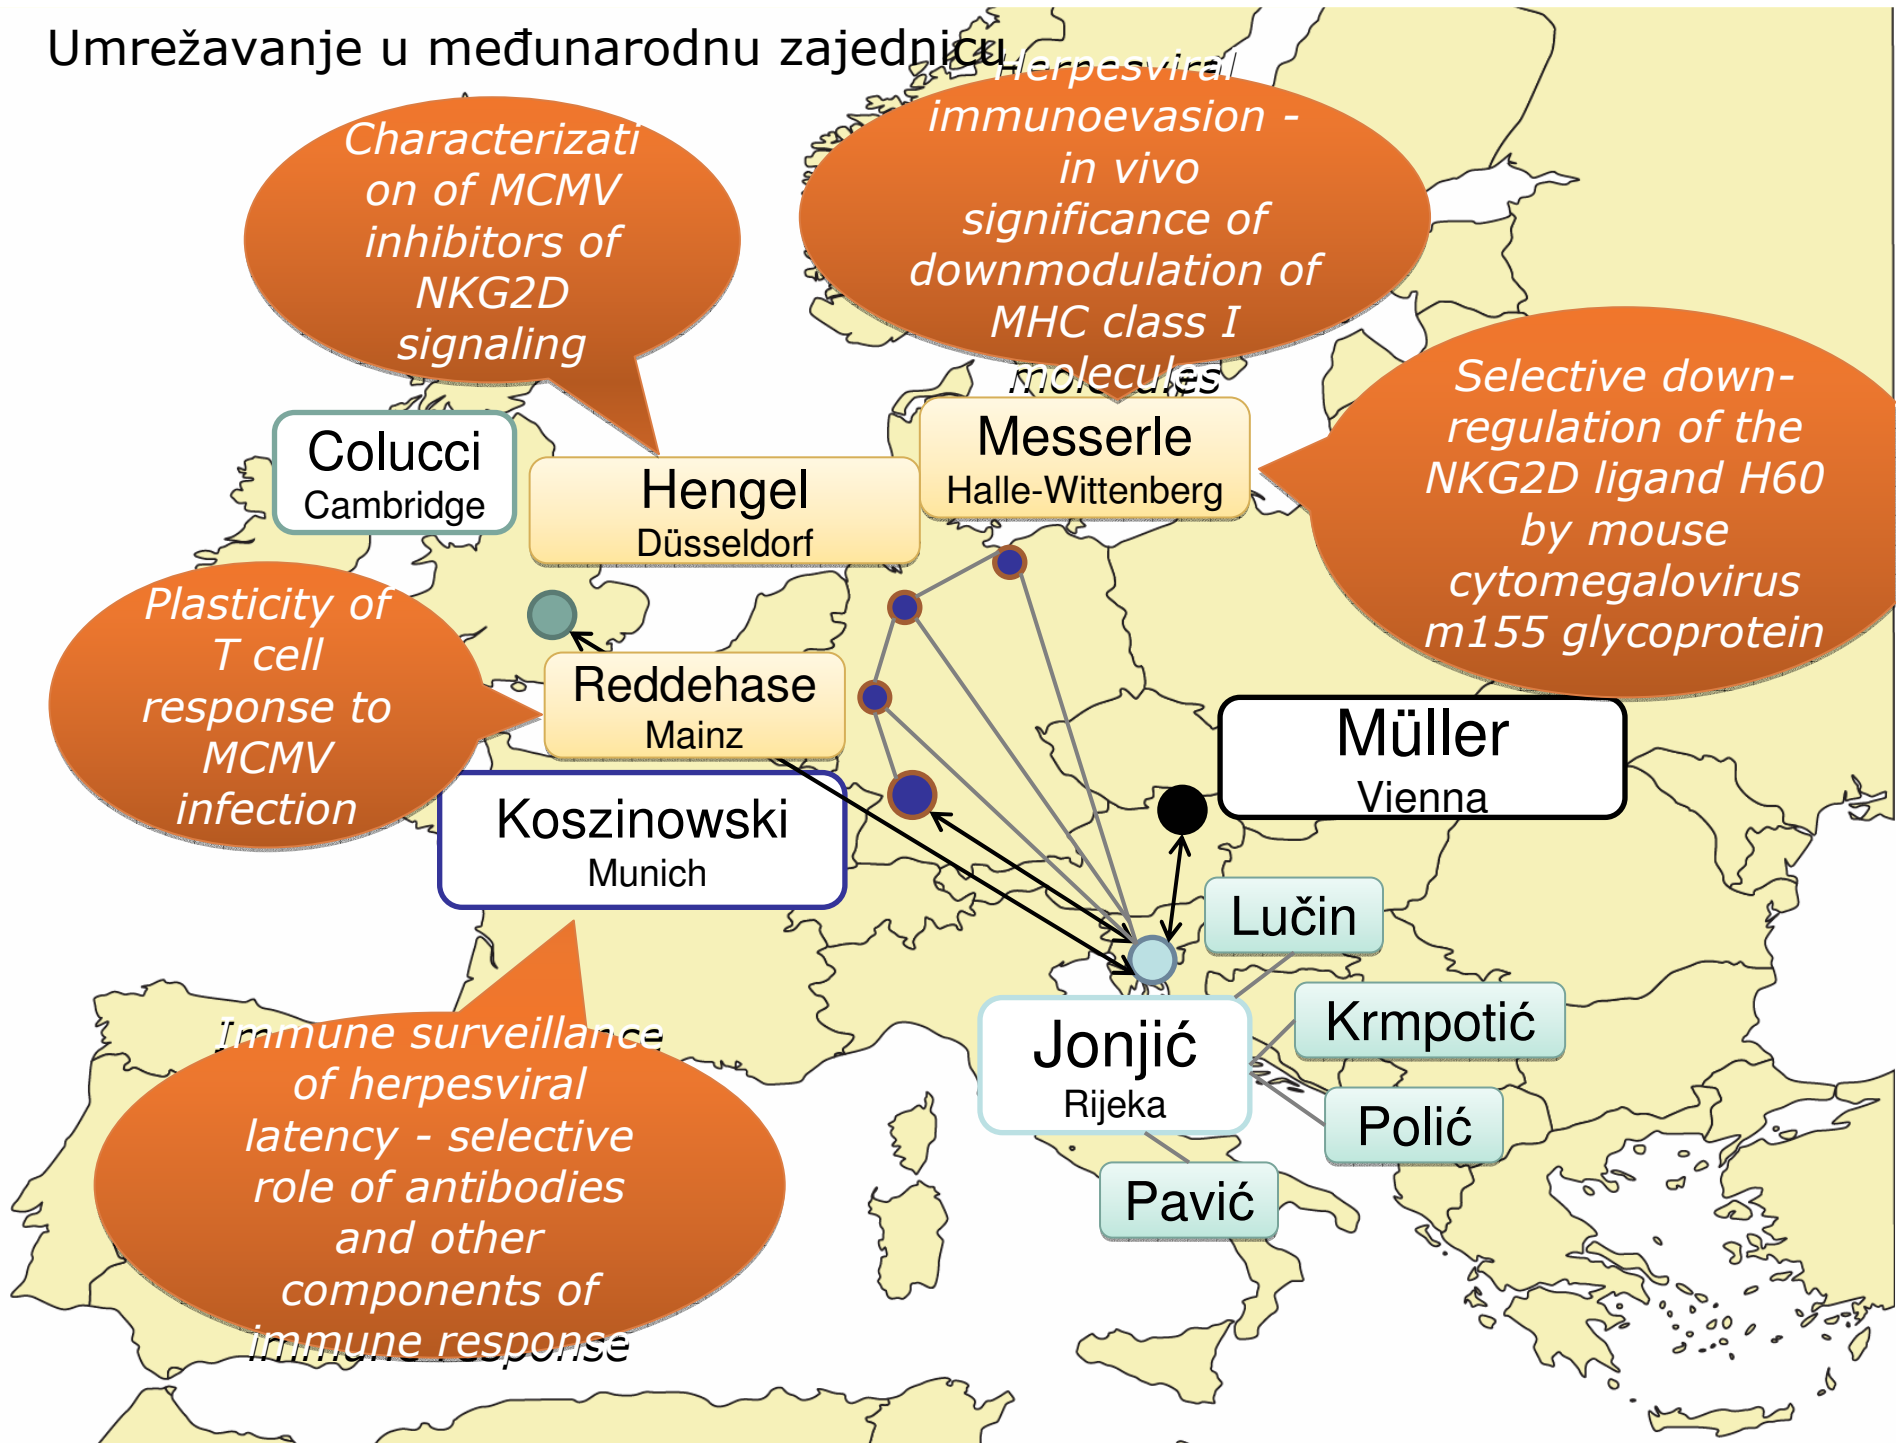 Umrežavanje u međunarodnu zajednicu
Characterizati
on of MCMV
inhibitors of
NKG2D
signaling
Herpesviral
immunoevasion -
in vivo
significance of
downmodulation of
MHC class I
molecules
Selective down-
regulation of the
NKG2D ligand H60
by mouse
cytomegalovirus
m155 glycoprotein
Colucci
Cambridge
Hengel
Düsseldorf
Messerle
Halle-Wittenberg
Plasticity of
T cell
response to
MCMV
infection
Reddehase
Mainz
Müller
Vienna
Koszinowski
Munich
Lučin
Krmpotić
Jonjić
Rijeka
Polić
Pavić
Immune surveillance
of herpesviral
latency - selective
role of antibodies
and other
components of
immune response